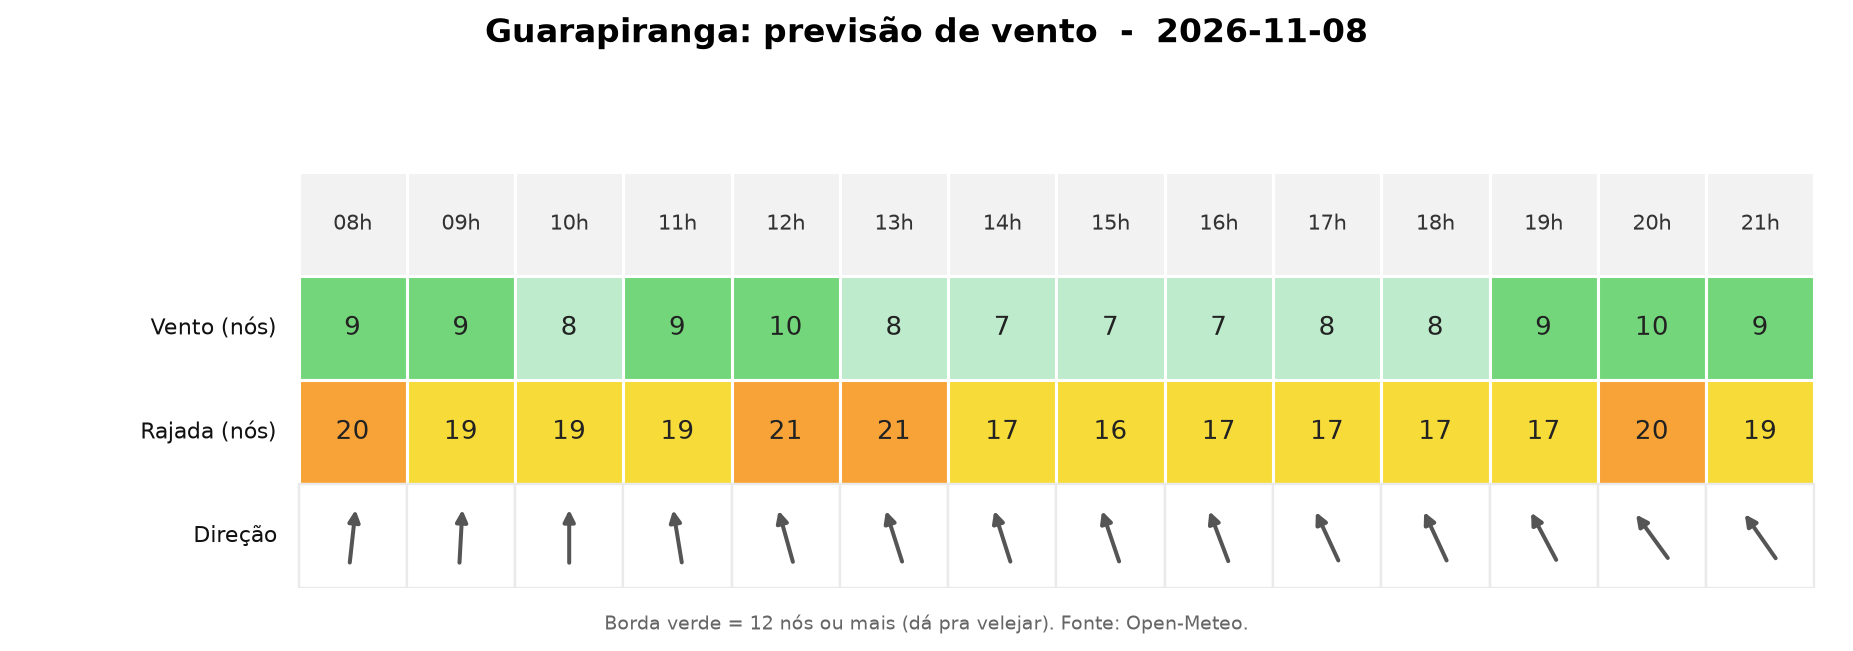 Guarapiranga: previsão de vento - 2026-11-08
08h 09h 10h 11h 12h 13h 14h 15h 16h 17h 18h 19h 20h 21h
Vento (nós) 9 9 8 9 10 8 7 7 7 8 8 9 10 9
Rajada (nós) 20 19 19 19 21 21 17 16 17 17 17 17 20 19
Direção
Borda verde = 12 nós ou mais (dá pra velejar). Fonte: Open-Meteo.